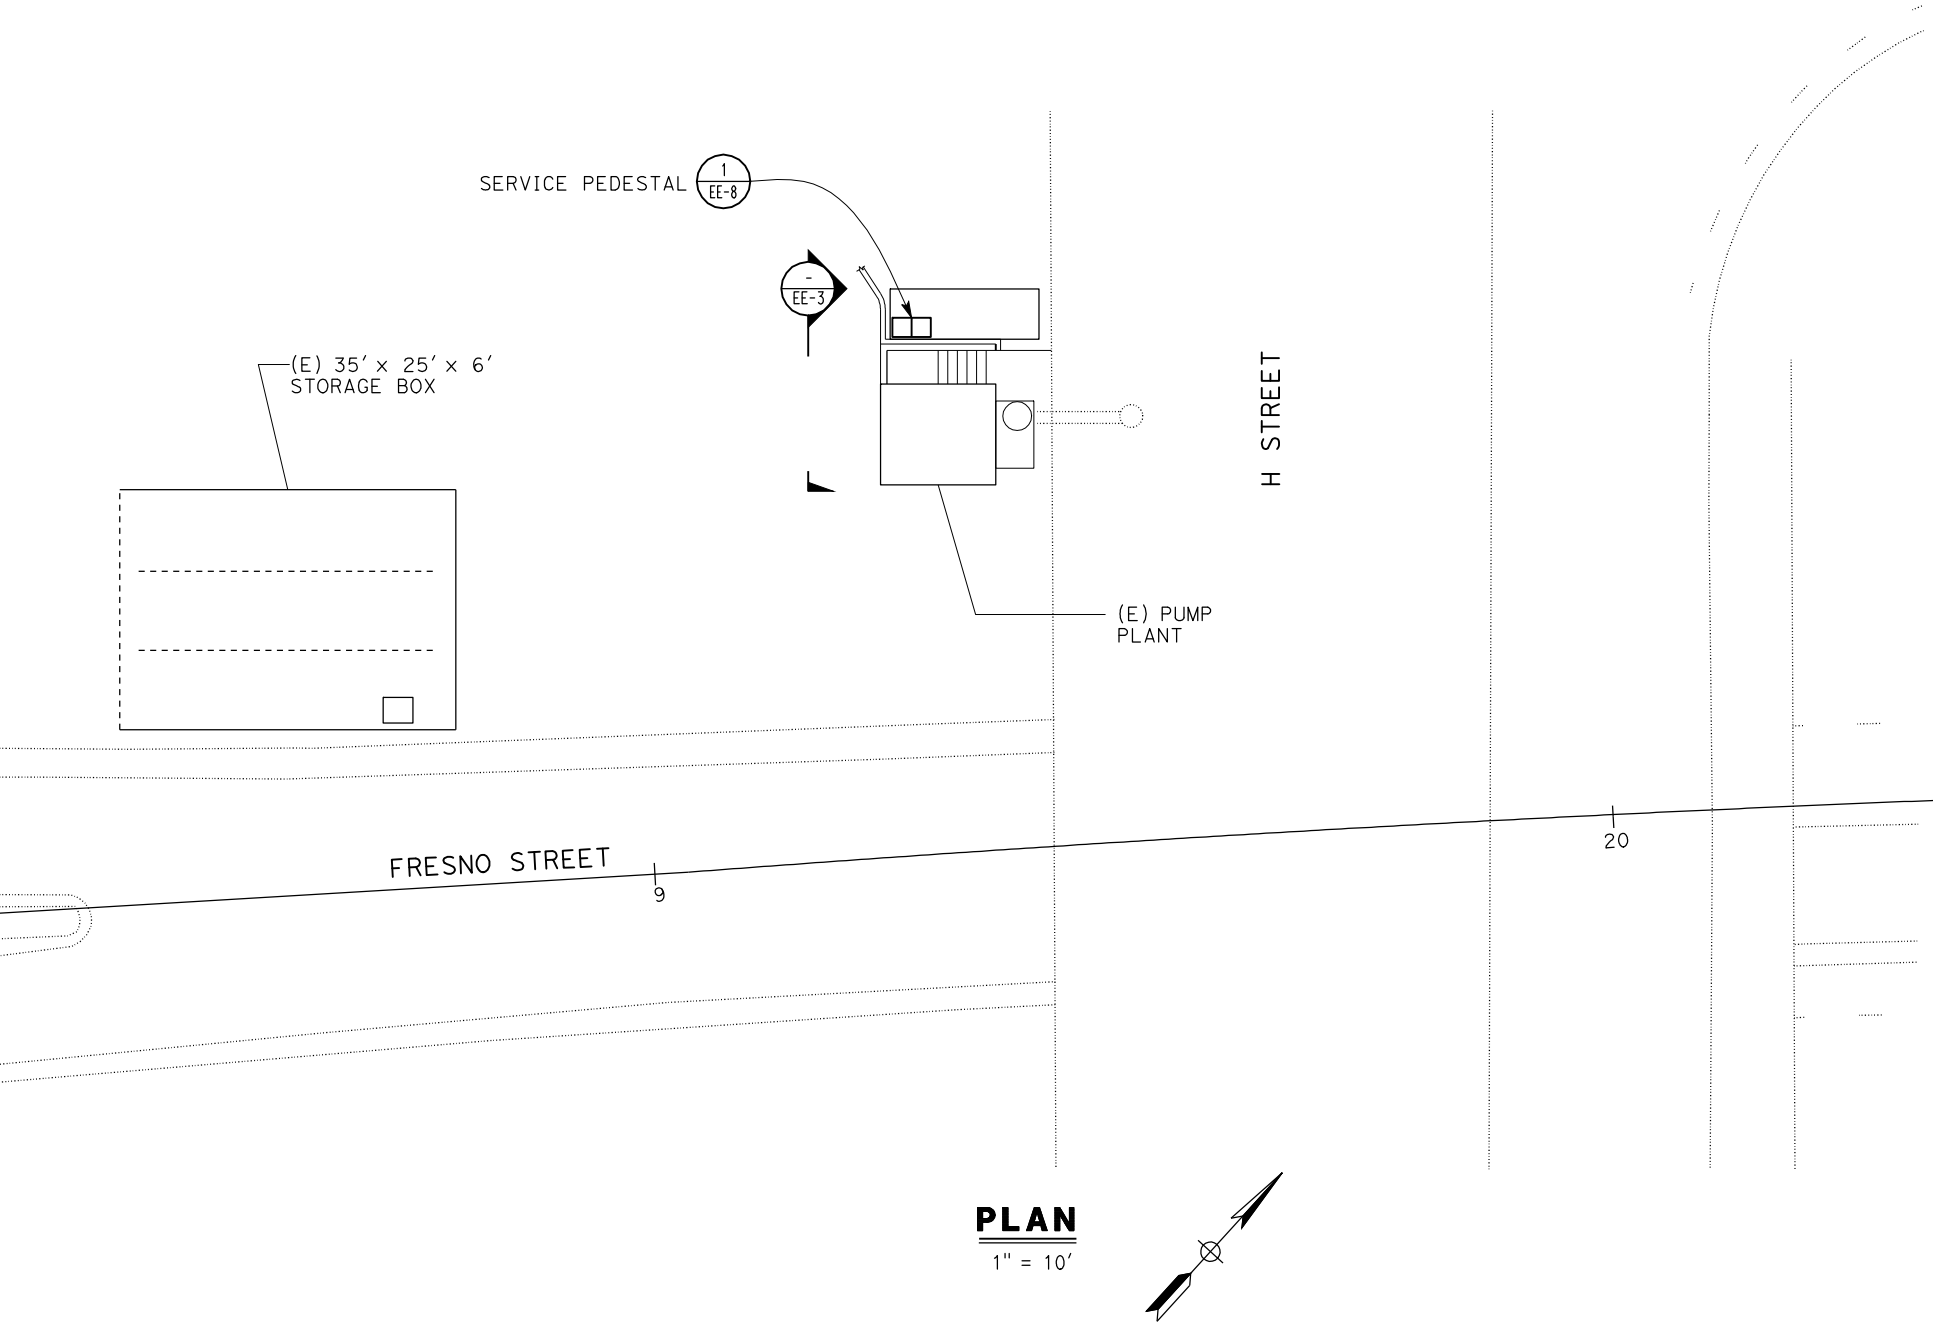 SERVICE PEDESTAL
1
EE-8
-
EE-3
(E) 35' x 25' x 6'
STORAGE BOX
H STREET
(E) PUMP
PLANT
FRESNO STREET
9
20
PLAN
1" = 10'